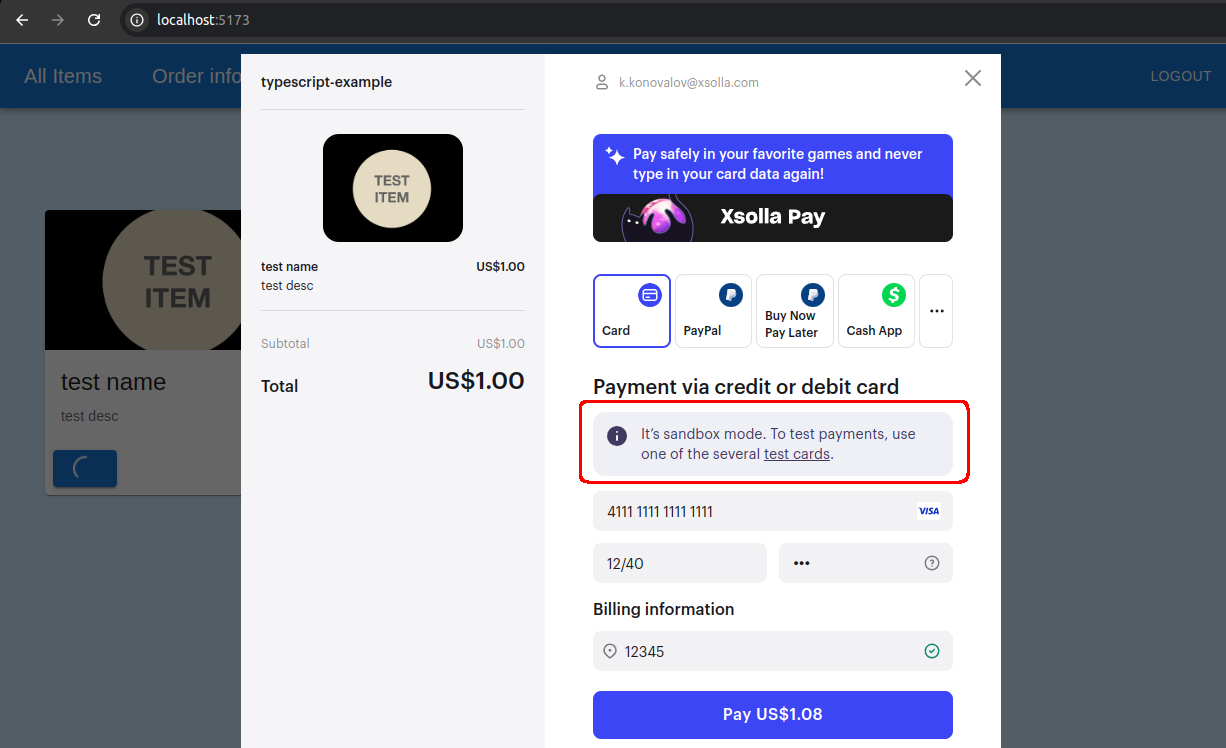 localhost:5173
All Items
Order info
LOGOUT
TEST
ITEM
test name
test desc
typescript-example
TEST
ITEM
test name US$1.00
test desc
Subtotal US$1.00
Total US$1.00
k.konovalov@xsolla.com
Pay safely in your favorite games and never
type in your card data again!
Xsolla Pay
Card
PayPal
Buy Now
Pay Later
Cash App
Payment via credit or debit card
It’s sandbox mode. To test payments, use
one of the several test cards.
4111 1111 1111 1111 VISA
12/40 •••
Billing information
12345
Pay US$1.08